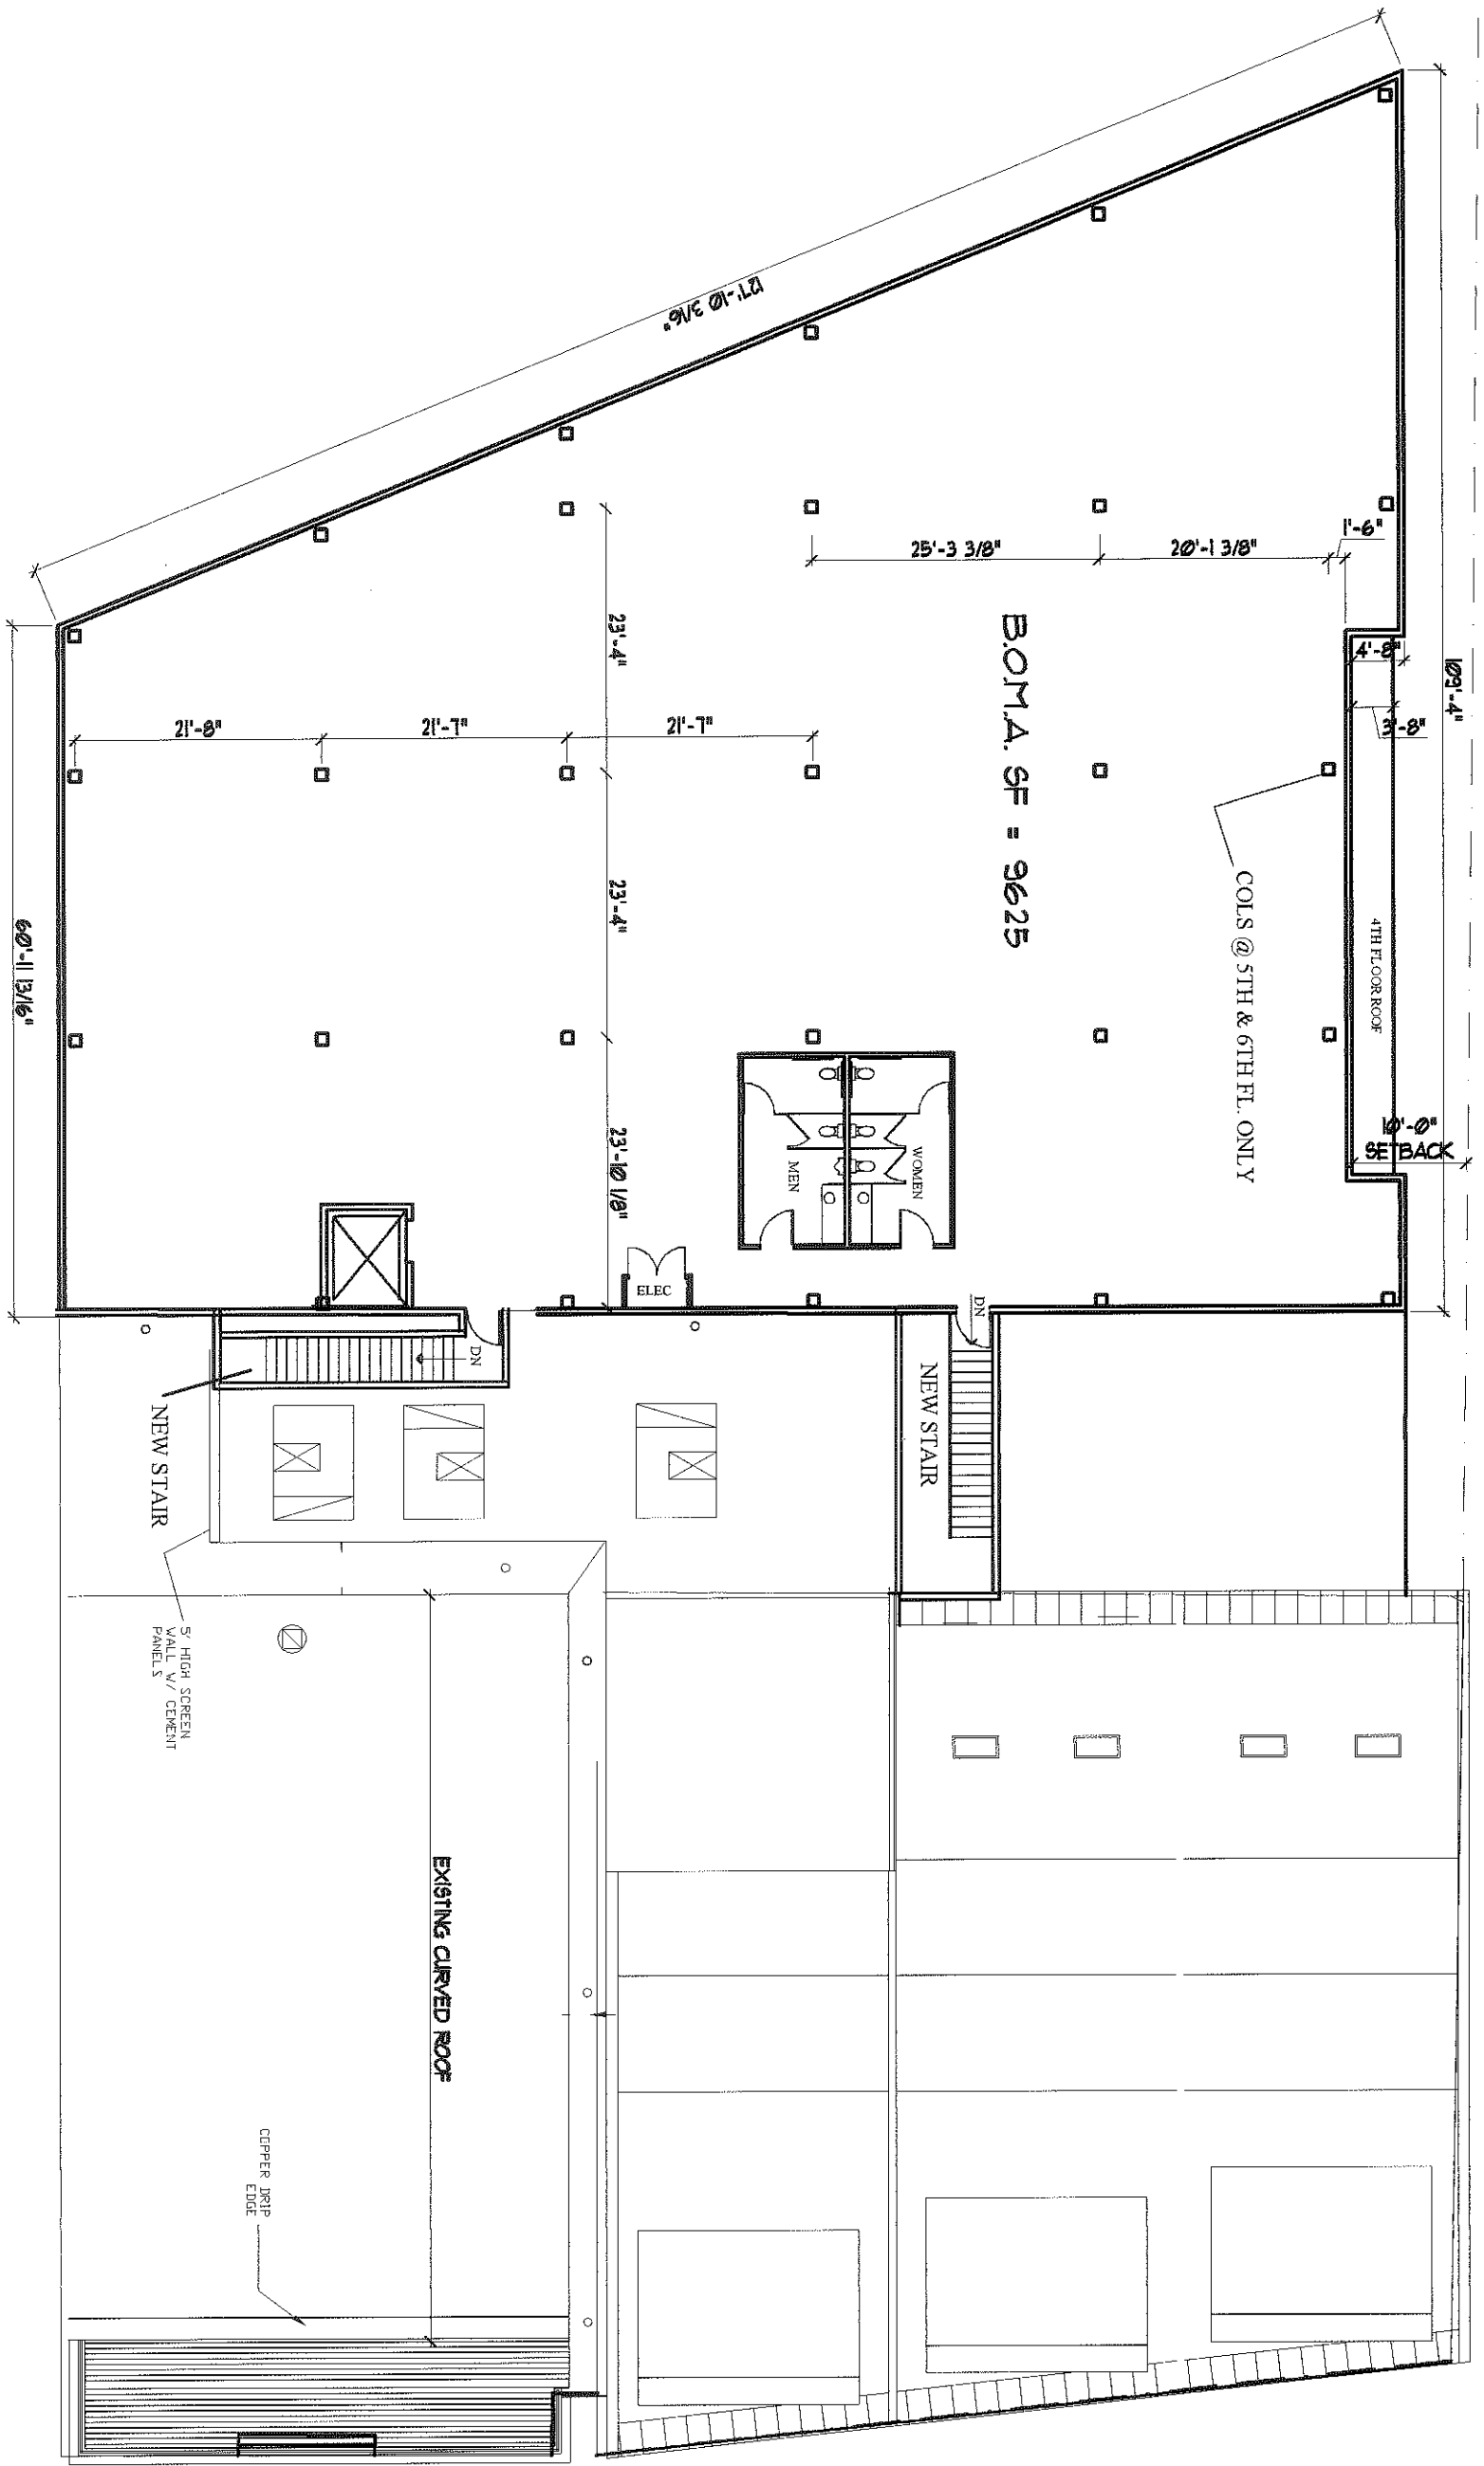 127'-10 3/16"
109'-4"
1'-6"
25'-3 3/8"
20'-1 3/8"
4'-8"
3'-8"
23'-4"
21'-8"
21'-7"
21'-7"
B.O.M.A. SF = 9625
COLS @ 5TH & 6TH FL. ONLY
4TH FLOOR ROOF
23'-4"
60'-11 13/16"
10'-0"
SETBACK
23'-10 1/8"
MEN
WOMEN
ELEC
DN
DN
NEW STAIR
NEW STAIR
5' HIGH SCREEN
WALL W/ CEMENT
PANELS
EXISTING CURVED ROOF
COPPER DRIP
EDGE